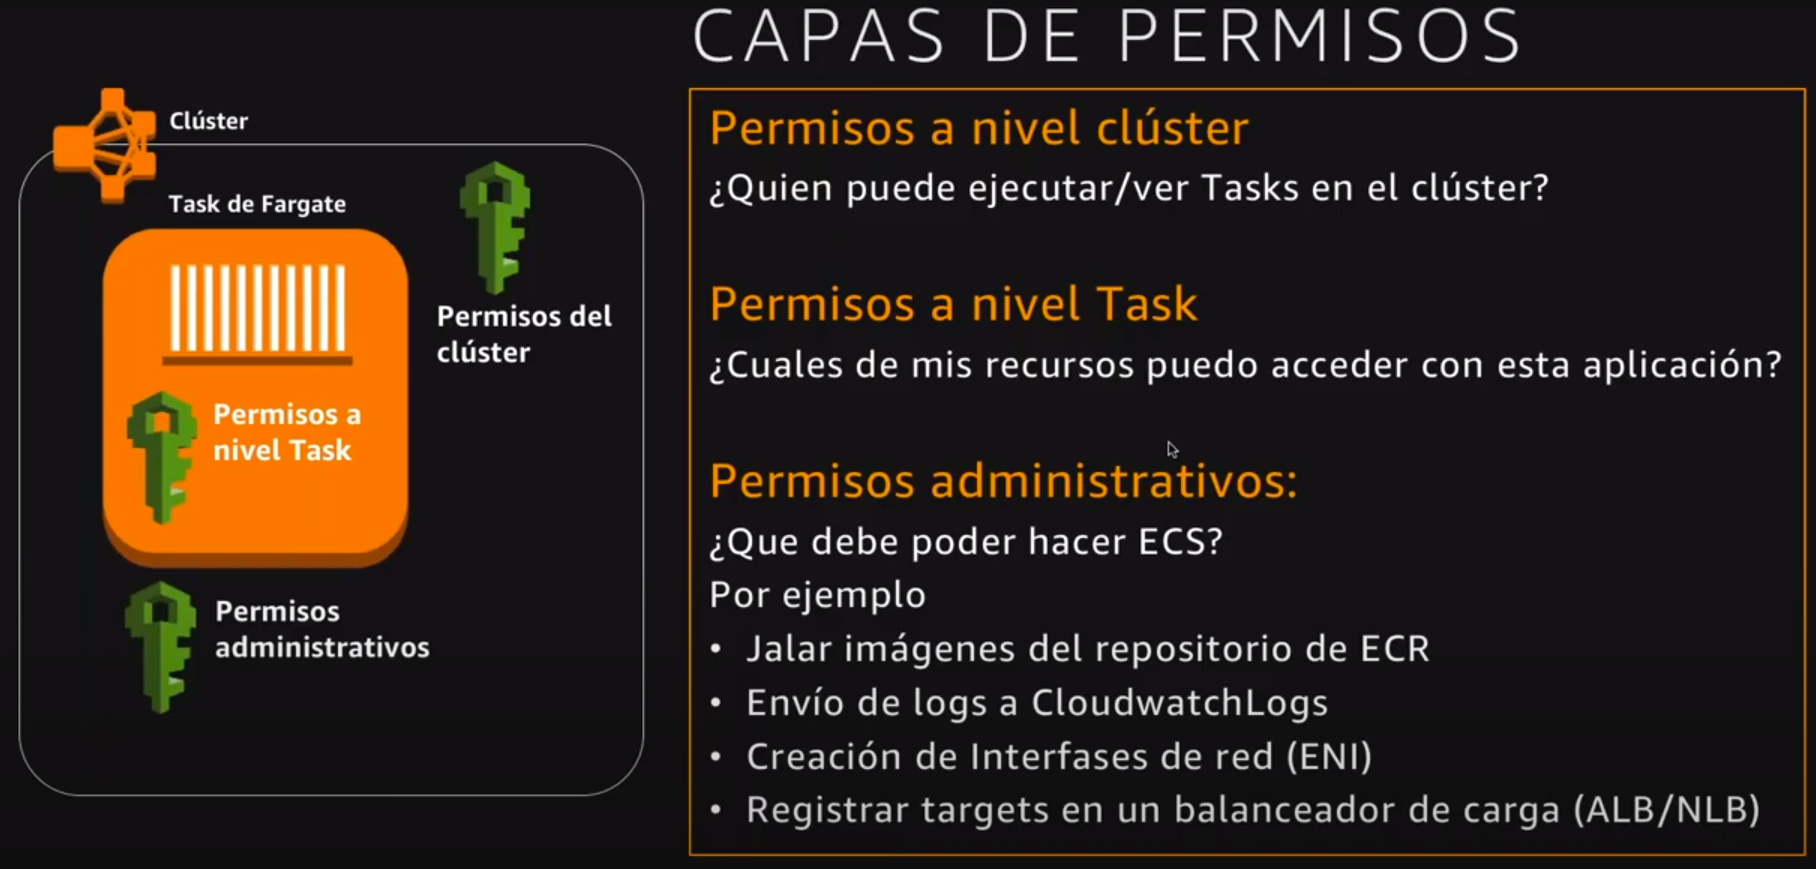 CAPAS DE PERMISOS
Clúster
Task de Fargate
Permisos del
clúster
Permisos a
nivel Task
Permisos
administrativos
Permisos a nivel clúster
¿Quien puede ejecutar/ver Tasks en el clúster?
Permisos a nivel Task
¿Cuales de mis recursos puedo acceder con esta aplicación?
Permisos administrativos:
¿Que debe poder hacer ECS?
Por ejemplo
• Jalar imágenes del repositorio de ECR
• Envío de logs a CloudwatchLogs
• Creación de Interfases de red (ENI)
• Registrar targets en un balanceador de carga (ALB/NLB)